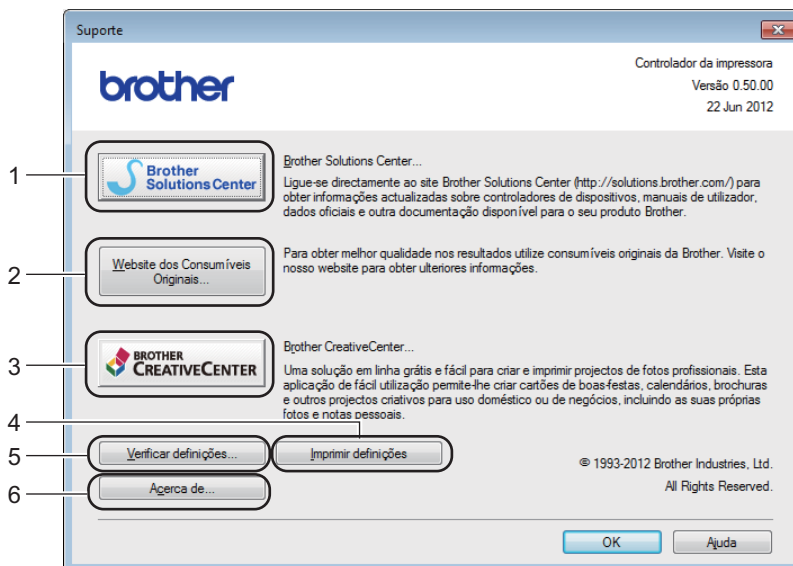 Suporte
brother
Controlador da impressora
Versão 0.50.00
22 Jun 2012
1
Brother
Solutions Center
Brother Solutions Center...
Ligue-se directamente ao site Brother Solutions Center (http://solutions.brother.com/) para
obter informações actualizadas sobre controladores de dispositivos, manuais de utilizador,
dados oficiais e outra documentação disponível para o seu produto Brother.
2
Website dos Consumíveis
Originais...
Para obter melhor qualidade nos resultados utilize consumíveis originais da Brother. Visite o
nosso website para obter ulteriores informações.
3
BROTHER
CREATIVECENTER
Brother CreativeCenter...
Uma solução em linha grátis e fácil para criar e imprimir projectos de fotos profissionais. Esta
aplicação de fácil utilização permite-lhe criar cartões de boas-festas, calendários, brochuras
e outros projectos criativos para uso doméstico ou de negócios, incluindo as suas próprias
fotos e notas pessoais.
4
5
Verificar definições...
Imprimir definições
6
Acerca de...
© 1993-2012 Brother Industries, Ltd.
All Rights Reserved.
OK
Ajuda